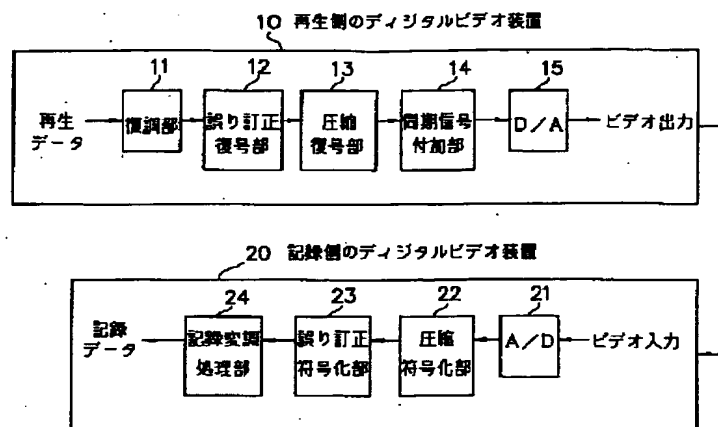 10 再生側のディジタルビデオ装置
11 12 13 14 15
再生
データ
復調部
誤り訂正
復号部
圧縮
復号部
同期信号
付加部
D/A
ビデオ出力
20 記録側のディジタルビデオ装置
24 23 22 21
記録
データ
記録変調
処理部
誤り訂正
符号化部
圧縮
符号化部
A/D
ビデオ入力